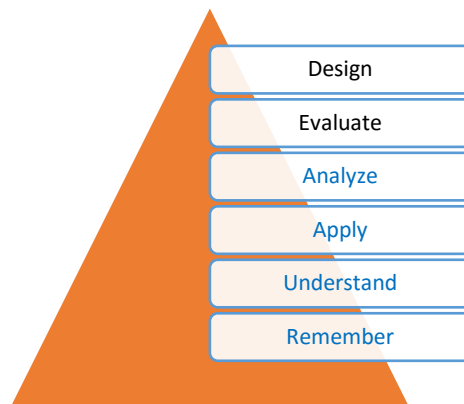 Design
Evaluate
Analyze
Apply
Understand
Remember